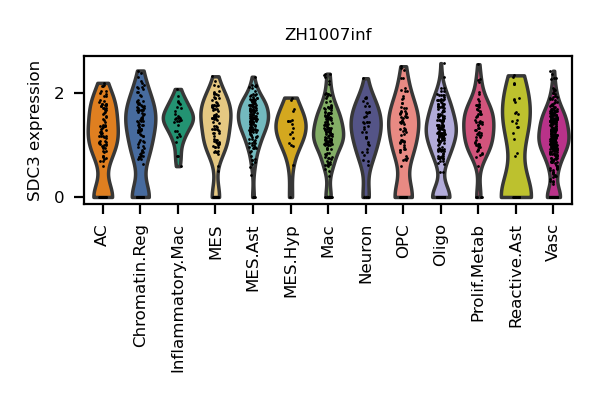 ZH1007inf
SDC3 expression
2
0
AC
Chromatin.Reg
Inflammatory.Mac
MES
MES.Ast
MES.Hyp
Mac
Neuron
OPC
Oligo
Prolif.Metab
Reactive.Ast
Vasc